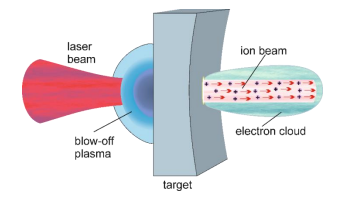 laser
beam
ion beam
electron cloud
blow-off
plasma
target